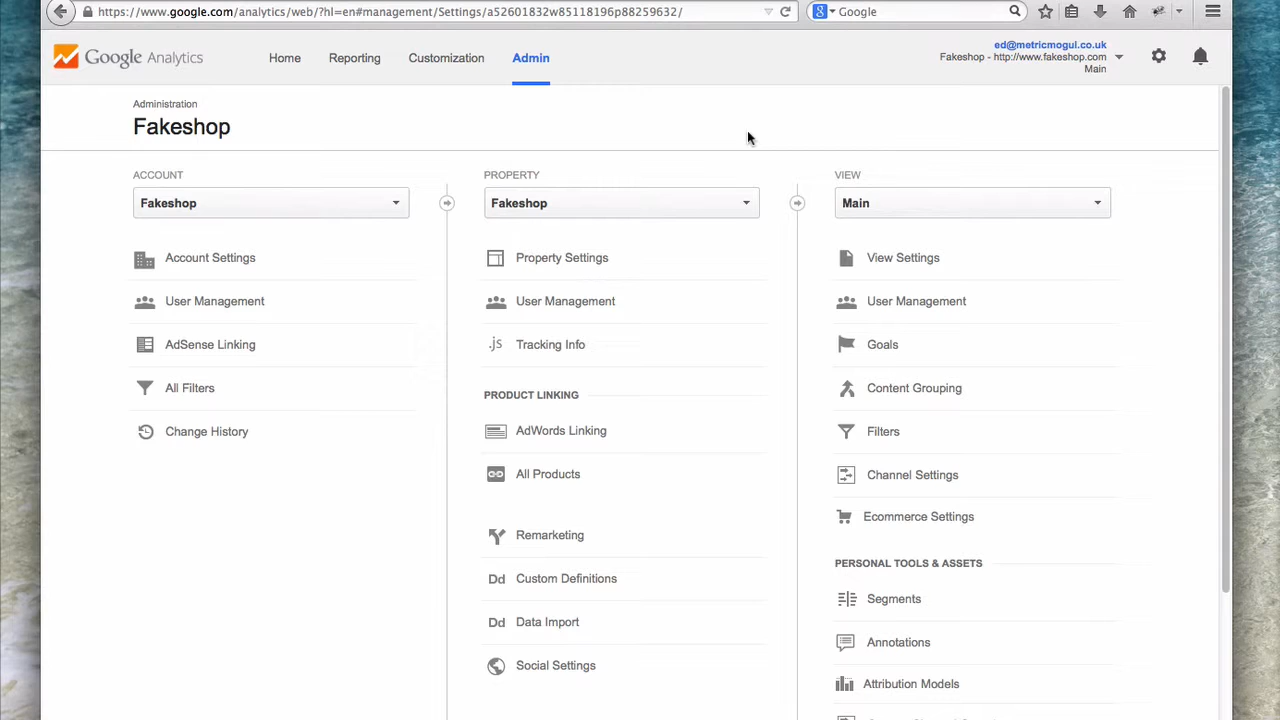 https://www.google.com/analytics/web/?hl=en#management/Settings/a52601832w85118196p88259632/
Google
Google Analytics
Home
Reporting
Customization
Admin
ed@metricmogul.co.uk
Fakeshop - http://www.fakeshop.com
Main
Administration
Fakeshop
ACCOUNT
Fakeshop
Account Settings
User Management
AdSense Linking
All Filters
Change History
PROPERTY
Fakeshop
Property Settings
User Management
.js Tracking Info
PRODUCT LINKING
AdWords Linking
All Products
Remarketing
Dd Custom Definitions
Dd Data Import
Social Settings
VIEW
Main
View Settings
User Management
Goals
Content Grouping
Filters
Channel Settings
Ecommerce Settings
PERSONAL TOOLS & ASSETS
Segments
Annotations
Attribution Models